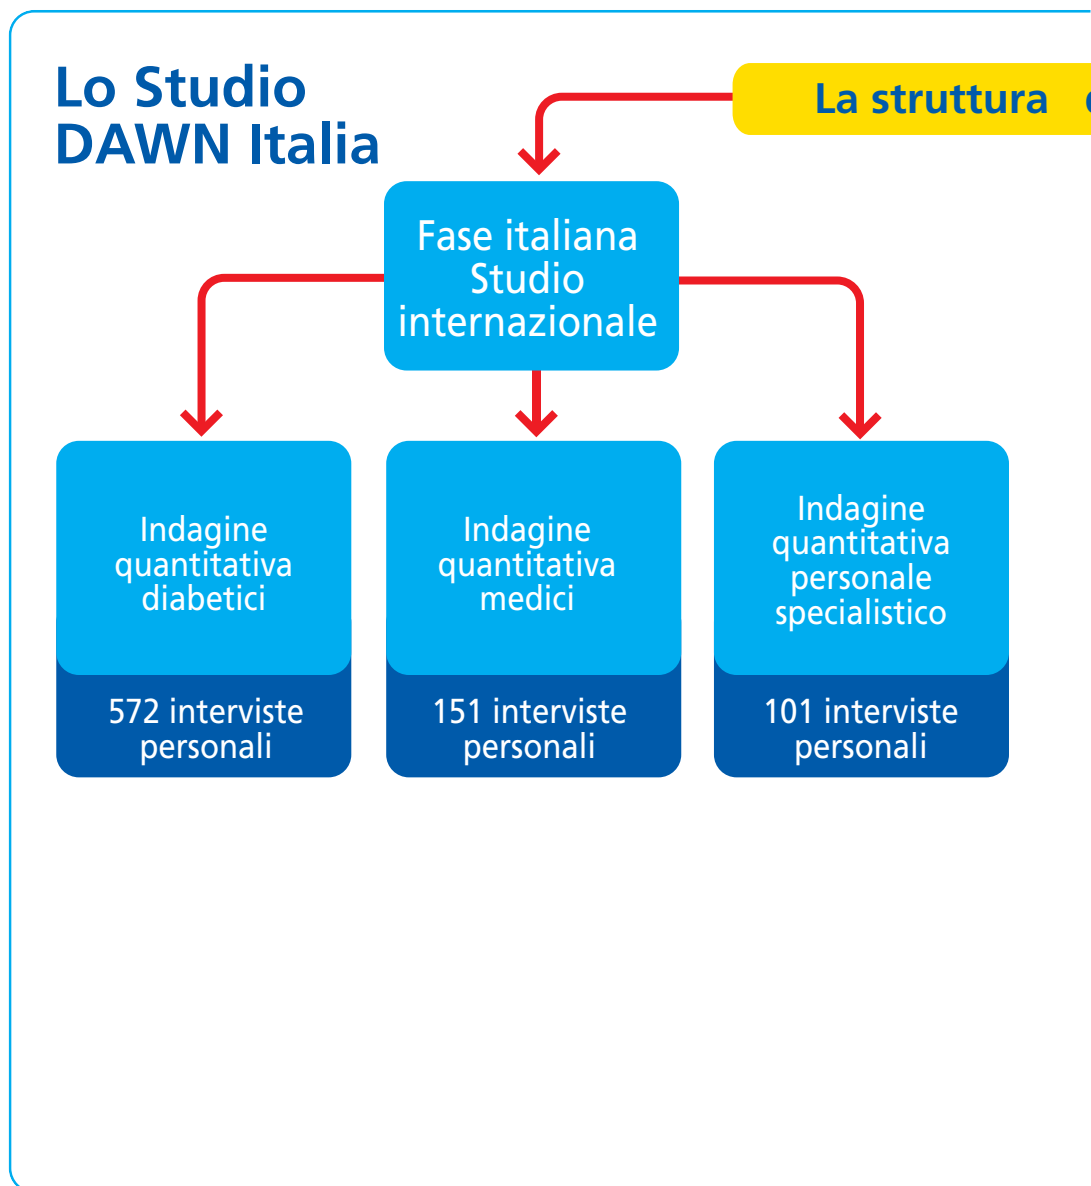 Lo Studio
DAWN Italia
La struttura
Fase italiana
Studio
internazionale
Indagine
quantitativa
diabetici
572 interviste
personali
Indagine
quantitativa
medici
151 interviste
personali
Indagine
quantitativa
personale
specialistico
101 interviste
personali